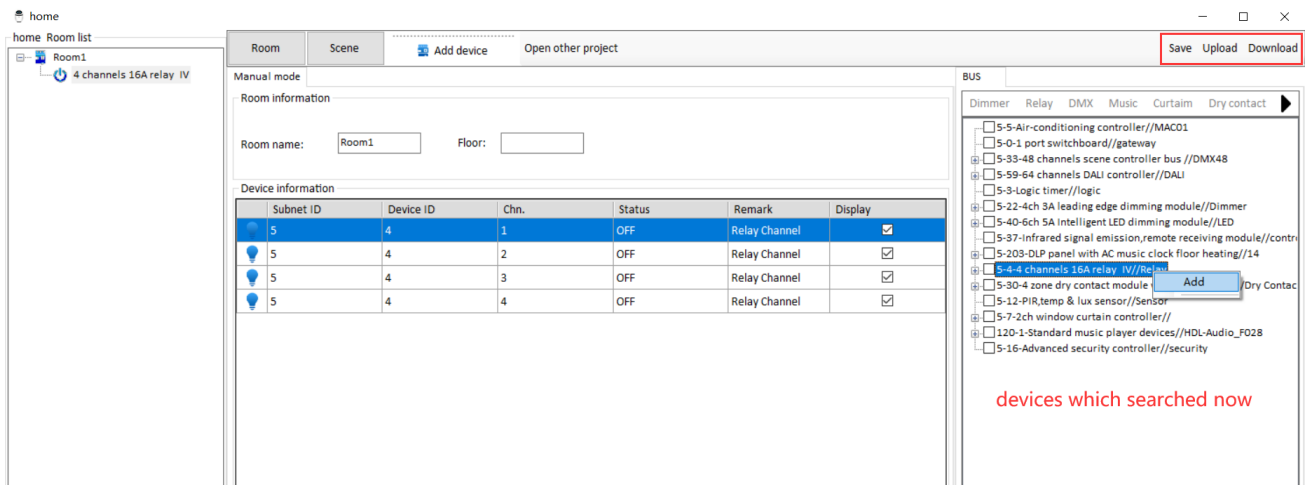 home
home Room list
Room1
4 channels 16A relay IV
Room
Scene
Add device
Open other project
Save Upload Download
Manual mode
Room information
Room name:
Room1
Floor:
Device information
Subnet ID Device ID Chn. Status Remark Display
5 4 1 OFF Relay Channel
5 4 2 OFF Relay Channel
5 4 3 OFF Relay Channel
5 4 4 OFF Relay Channel
BUS
Dimmer Relay DMX Music Curtaim Dry contact
5-5-Air-conditioning controller//MAC01
5-0-1 port switchboard//gateway
5-33-48 channels scene controller bus //DMX48
5-59-64 channels DALI controller//DALI
5-3-Logic timer//logic
5-22-4ch 3A leading edge dimming module//Dimmer
5-40-6ch 5A Intelligent LED dimming module//LED
5-37-Infrared signal emission,remote receiving module//contr
5-203-DLP panel with AC music clock floor heating//14
5-4-4 channels 16A relay IV//Relay
Add
5-30-4 zone dry contact module /Dry Contac
5-12-PIR,temp & lux sensor//Sensor
5-7-2ch window curtain controller//
120-1-Standard music player devices//HDL-Audio_F028
5-16-Advanced security controller//security
devices which searched now